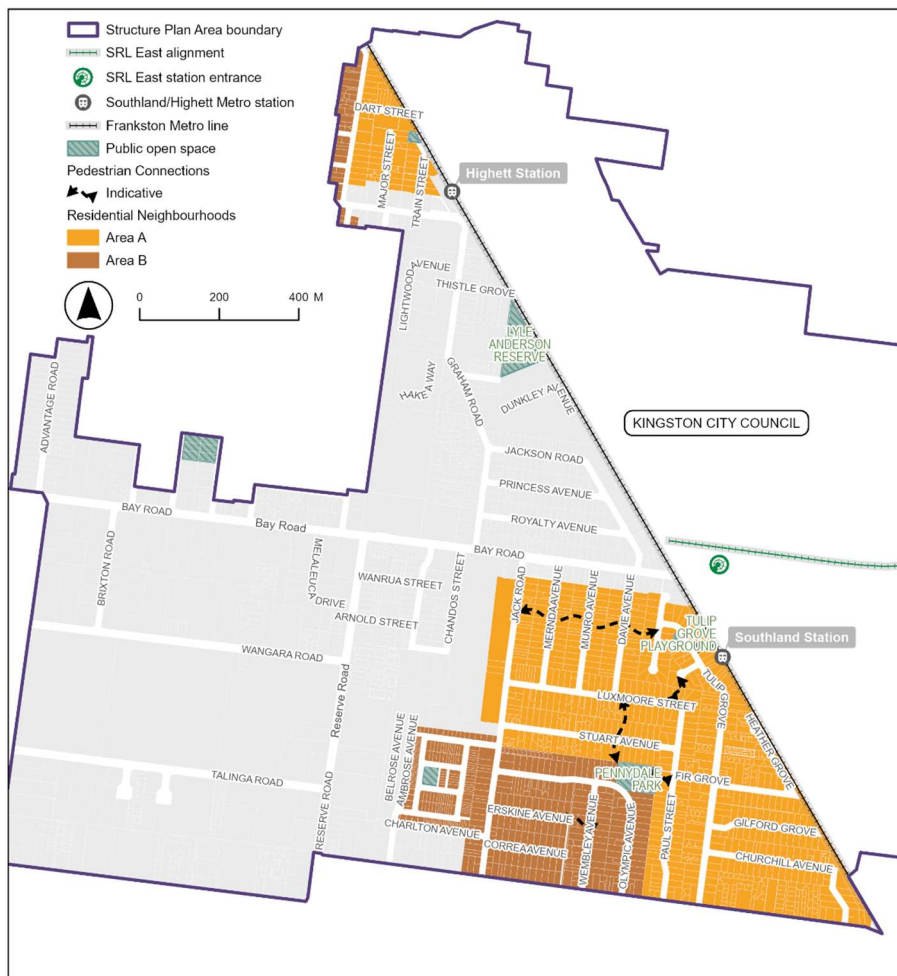 Structure Plan Area boundary
SRL East alignment
SRL East station entrance
Southland/Highett Metro station
Frankston Metro line
Public open space
Pedestrian Connections
Indicative
Residential Neighbourhoods
Area A
Area B
0 200 400 M
DART STREET
MAJOR STREET
TRAIN STREET
Highett Station
LIGHTWOOD AVENUE
THISTLE GROVE
LYLE
ANDERSON
RESERVE
HAKEA WAY
GRAHAM ROAD
DUNKLEY AVENUE
KINGSTON CITY COUNCIL
ADVANTAGE ROAD
JACKSON ROAD
PRINCESS AVENUE
ROYALTY AVENUE
BAY ROAD
Bay Road
BAY ROAD
BRIXTON ROAD
MELALEUCA DRIVE
WANRUA STREET
ARNOLD STREET
CHANDOS STREET
JACK ROAD
MERNDA AVENUE
MUNRO AVENUE
DAVIE AVENUE
TULIP
GROVE
PLAYGROUND
Southland Station
WANGARA ROAD
Reserve Road
LUXMOORE STREET
TULIP GROVE
HEATHER GROVE
STUART AVENUE
BELROSE AVENUE
AMBROSE AVENUE
TALINGA ROAD
RESERVE ROAD
PENNYDALE
PARK
FIR GROVE
ERSKINE AVENUE
CHARLTON AVENUE
CORREA AVENUE
WEMBLEY AVENUE
OLYMPIC AVENUE
PAUL STREET
GILFORD GROVE
CHURCHILL AVENUE